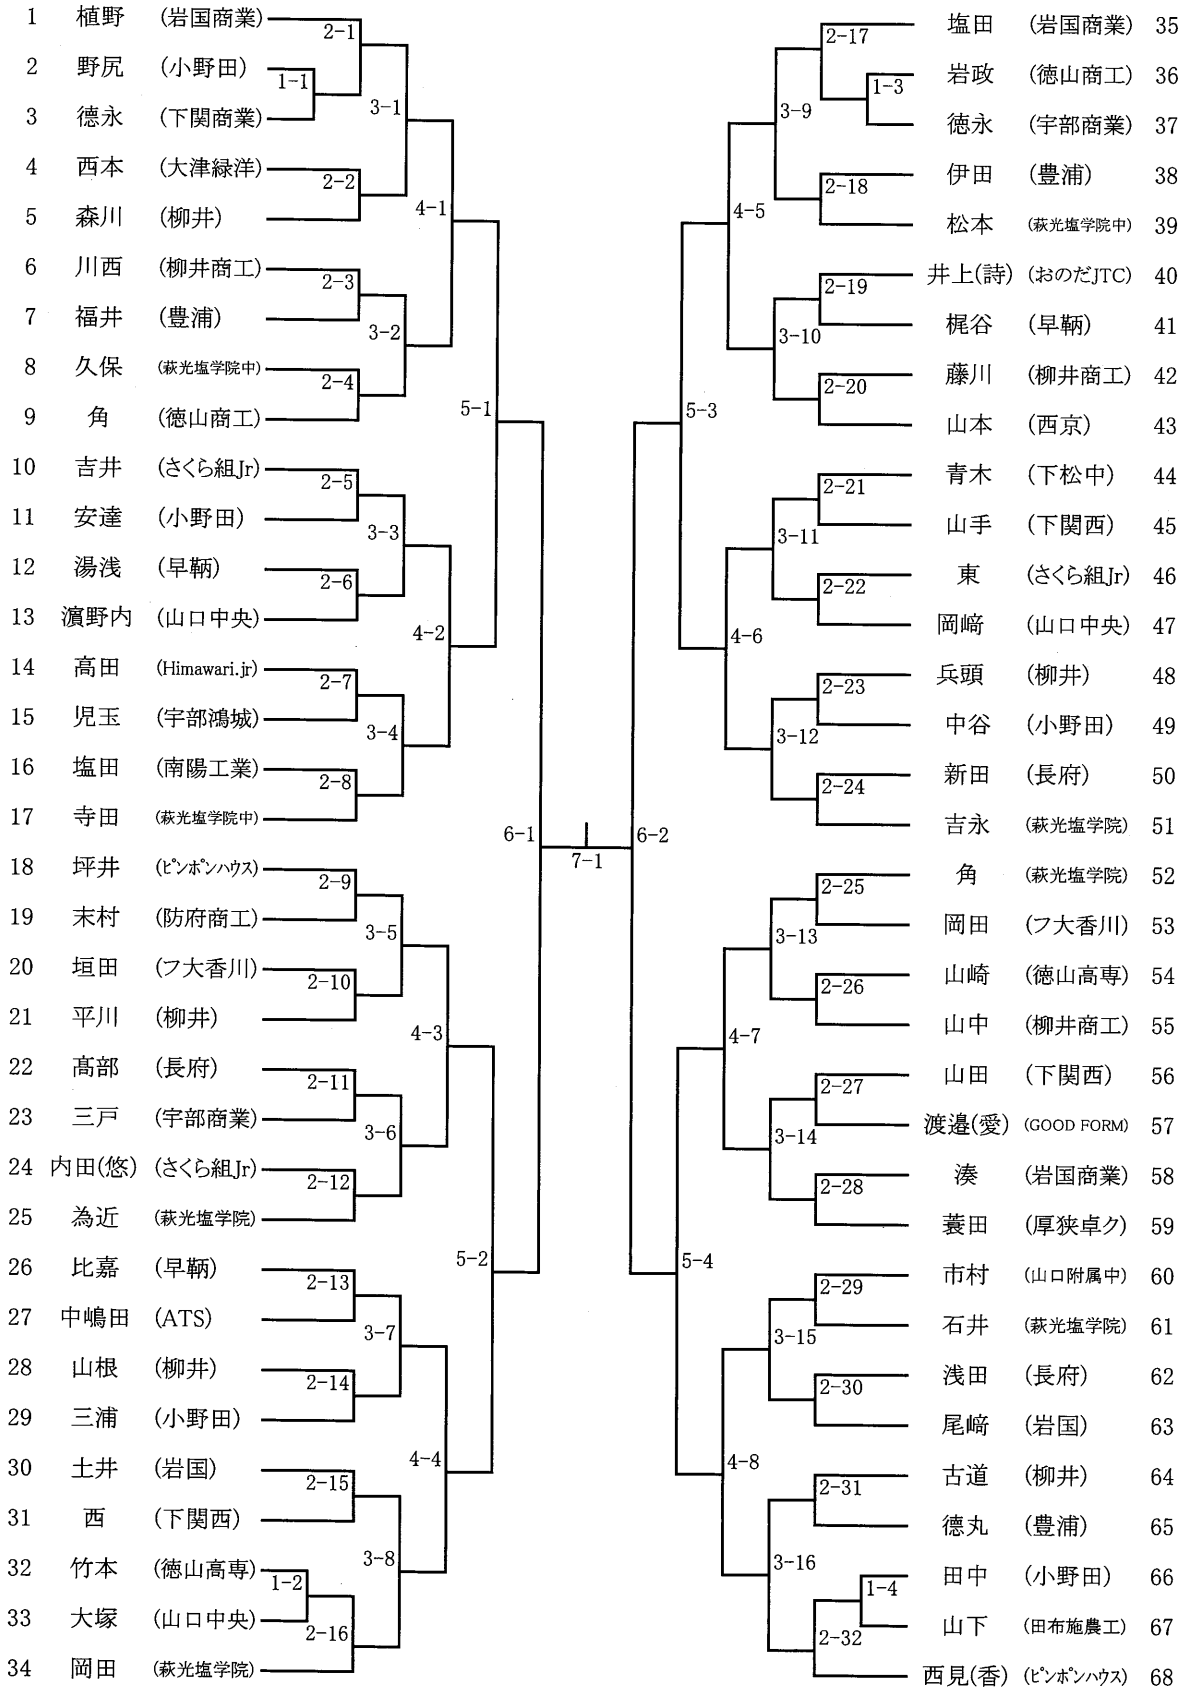 1 植野 (岩国商業)
2 野尻 (小野田)
3 德永 (下関商業)
4 西本 (大津緑洋)
5 森川 (柳井)
6 川西 (柳井商工)
7 福井 (豊浦)
8 久保 (萩光塩学院中)
9 角 (徳山商工)
10 吉井 (さくら組Jr)
11 安達 (小野田)
12 湯浅 (早鞆)
13 濵野内 (山口中央)
14 高田 (Himawari.jr)
15 児玉 (宇部鴻城)
16 塩田 (南陽工業)
17 寺田 (萩光塩学院中)
18 坪井 (ピンポンハウス)
19 末村 (防府商工)
20 垣田 (フ大香川)
21 平川 (柳井)
22 髙部 (長府)
23 三戸 (宇部商業)
24 内田(悠) (さくら組Jr)
25 為近 (萩光塩学院)
26 比嘉 (早鞆)
27 中嶋田 (ATS)
28 山根 (柳井)
29 三浦 (小野田)
30 土井 (岩国)
31 西 (下関西)
32 竹本 (徳山高専)
33 大塚 (山口中央)
34 岡田 (萩光塩学院)
1-1
1-2
2-1
2-2
2-3
2-4
2-5
2-6
2-7
2-8
2-9
2-10
2-11
2-12
2-13
2-14
2-15
2-16
3-1
3-2
3-3
3-4
3-5
3-6
3-7
3-8
4-1
4-2
4-3
4-4
5-1
5-2
6-1
7-1
6-2
5-3
5-4
4-5
4-6
4-7
4-8
3-9
3-10
3-11
3-12
3-13
3-14
3-15
3-16
2-17
2-18
2-19
2-20
2-21
2-22
2-23
2-24
2-25
2-26
2-27
2-28
2-29
2-30
2-31
2-32
1-3
1-4
塩田 (岩国商業) 35
岩政 (徳山商工) 36
徳永 (宇部商業) 37
伊田 (豊浦) 38
松本 (萩光塩学院中) 39
井上(詩) (おのだJTC) 40
梶谷 (早鞆) 41
藤川 (柳井商工) 42
山本 (西京) 43
青木 (下松中) 44
山手 (下関西) 45
東 (さくら組Jr) 46
岡﨑 (山口中央) 47
兵頭 (柳井) 48
中谷 (小野田) 49
新田 (長府) 50
吉永 (萩光塩学院) 51
角 (萩光塩学院) 52
岡田 (フ大香川) 53
山崎 (徳山高専) 54
山中 (柳井商工) 55
山田 (下関西) 56
渡邉(愛) (GOOD FORM) 57
湊 (岩国商業) 58
蓑田 (厚狭卓ク) 59
市村 (山口附属中) 60
石井 (萩光塩学院) 61
浅田 (長府) 62
尾﨑 (岩国) 63
古道 (柳井) 64
德丸 (豊浦) 65
田中 (小野田) 66
山下 (田布施農工) 67
西見(香) (ピンポンハウス) 68